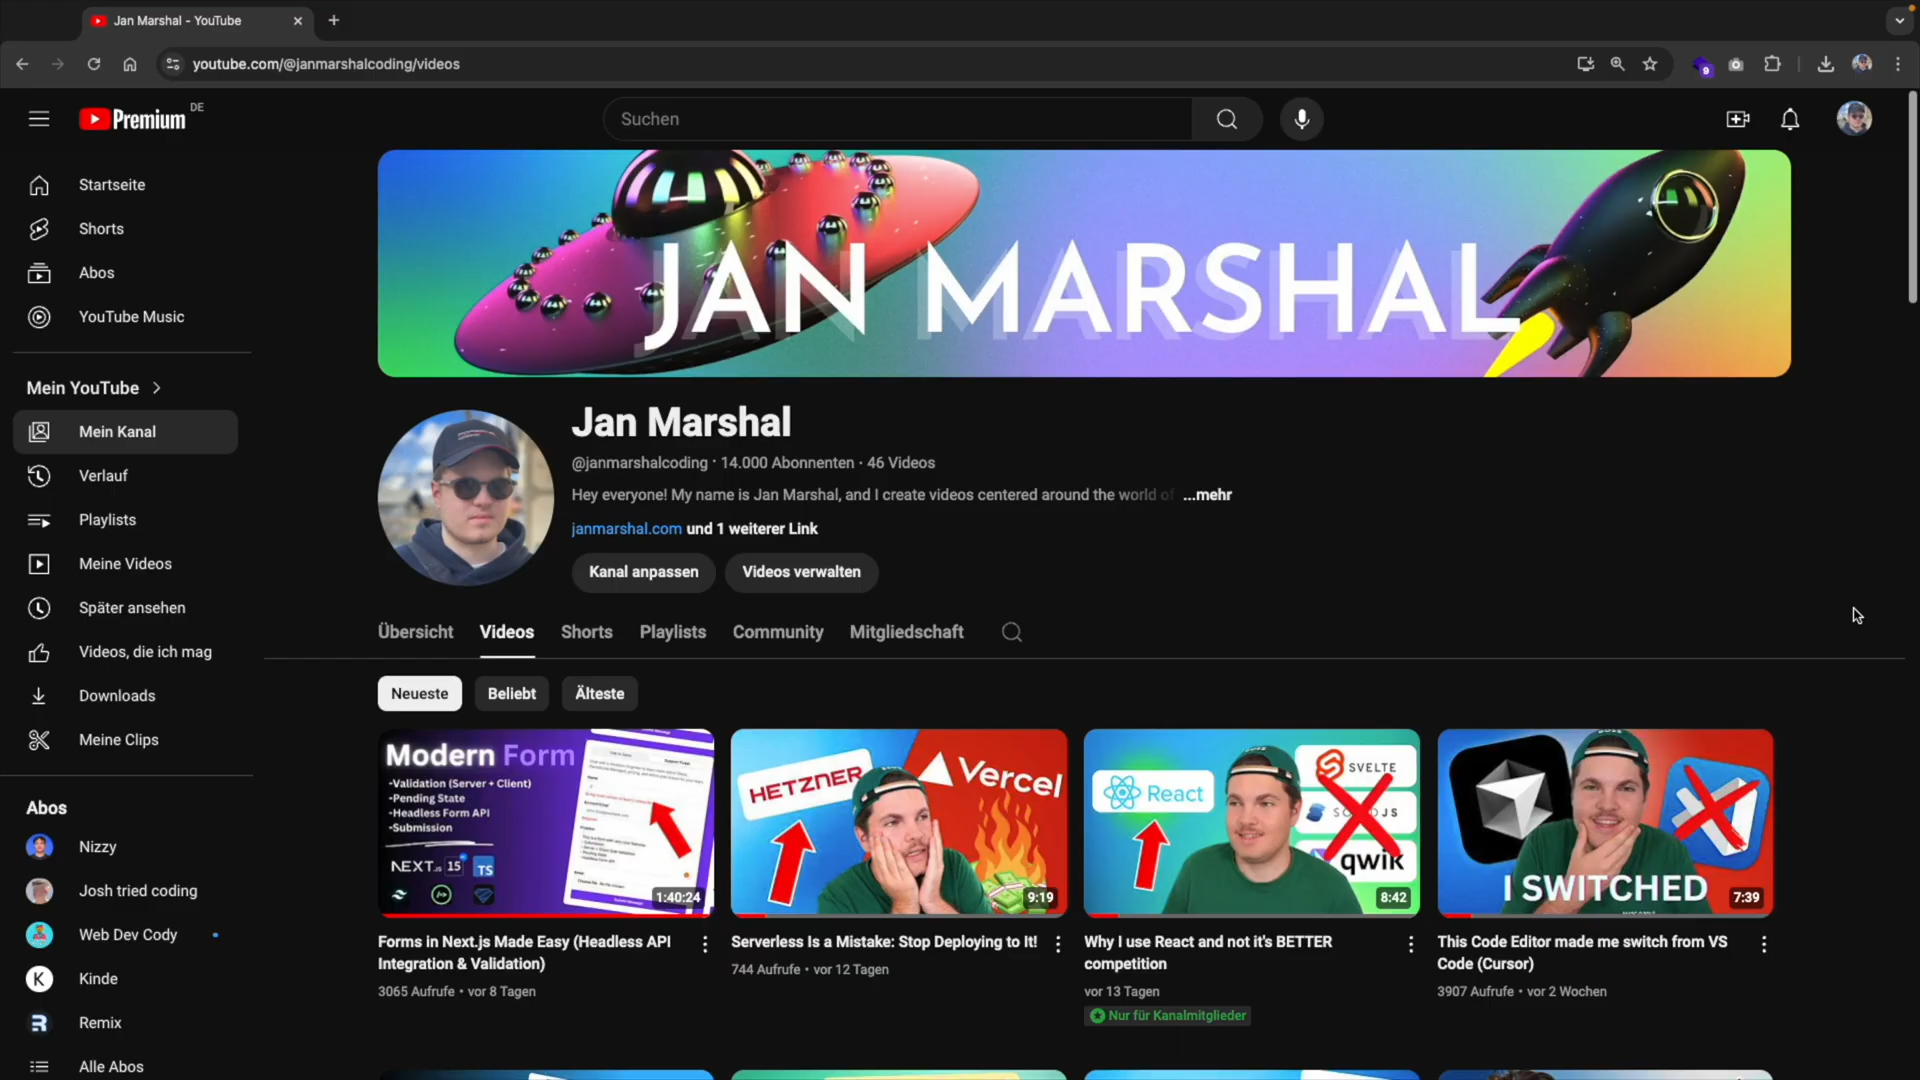 Jan Marshal - YouTube
youtube.com/@janmarshalcoding/videos
9
Premium DE
Suchen
Startseite
Shorts
Abos
YouTube Music
Mein YouTube
Mein Kanal
Verlauf
Playlists
Meine Videos
Später ansehen
Videos, die ich mag
Downloads
Meine Clips
Abos
Nizzy
Josh tried coding
Web Dev Cody
K
Kinde
Remix
Alle Abos
JAN MARSHAL
Jan Marshal
@janmarshalcoding · 14.000 Abonnenten · 46 Videos
Hey everyone! My name is Jan Marshal, and I create videos centered around the world of ...mehr
janmarshal.com und 1 weiterer Link
Kanal anpassen
Videos verwalten
Übersicht
Videos
Shorts
Playlists
Community
Mitgliedschaft
Neueste
Beliebt
Älteste
Modern Form
-Validation (Server + Client)
-Pending State
-Headless Form API
-Submission
NEXT.JS 15
TS
1:40:24
Forms in Next.js Made Easy (Headless API
Integration & Validation)
3065 Aufrufe • vor 8 Tagen
HETZNER
Vercel
9:19
Serverless Is a Mistake: Stop Deploying to It!
744 Aufrufe • vor 12 Tagen
React
SVELTE
qwik
8:42
Why I use React and not it's BETTER
competition
vor 13 Tagen
Nur für Kanalmitglieder
I SWITCHED
7:39
This Code Editor made me switch from VS
Code (Cursor)
3907 Aufrufe • vor 2 Wochen